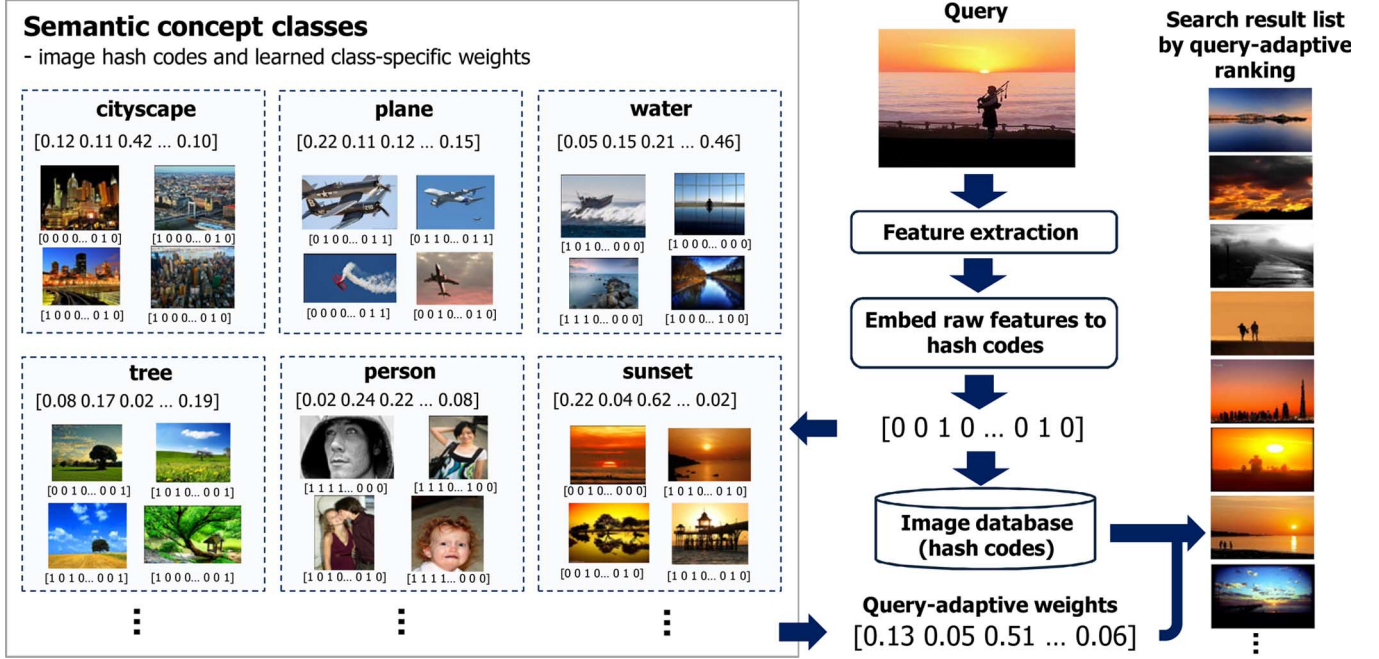 Semantic concept classes
- image hash codes and learned class-specific weights
cityscape
[0.12 0.11 0.42 ... 0.10]
[0 0 0 0... 0 1 0]
[1 0 0 0... 0 1 0]
[1 0 0 0... 0 1 0]
[1 0 0 0... 0 1 0]
plane
[0.22 0.11 0.12 ... 0.15]
[0 1 0 0... 0 1 1]
[0 1 1 0... 0 1 1]
[0 0 0 0... 0 1 1]
[0 0 1 0... 0 1 0]
water
[0.05 0.15 0.21 ... 0.46]
[1 0 1 0... 0 0 0]
[1 0 0 0... 0 0 0]
[1 1 1 0... 0 0 0]
[1 0 0 0... 1 0 0]
tree
[0.08 0.17 0.02 ... 0.19]
[0 0 1 0... 0 0 1]
[1 0 1 0... 0 0 1]
[1 0 1 0... 0 0 1]
[1 0 0 0... 0 0 1]
person
[0.02 0.24 0.22 ... 0.08]
[1 1 1 1... 0 0 0]
[1 1 1 0... 1 0 0]
[1 0 1 0... 0 1 0]
[1 1 1 1... 0 0 0]
sunset
[0.22 0.04 0.62 ... 0.02]
[0 0 1 0... 0 0 0]
[1 0 1 0... 0 1 0]
[0 0 1 0... 0 1 0]
[1 0 1 0... 0 1 0]
Query
Feature extraction
Embed raw features to
hash codes
[0 0 1 0 ... 0 1 0]
Image database
(hash codes)
Query-adaptive weights
[0.13 0.05 0.51 ... 0.06]
Search result list
by query-adaptive
ranking